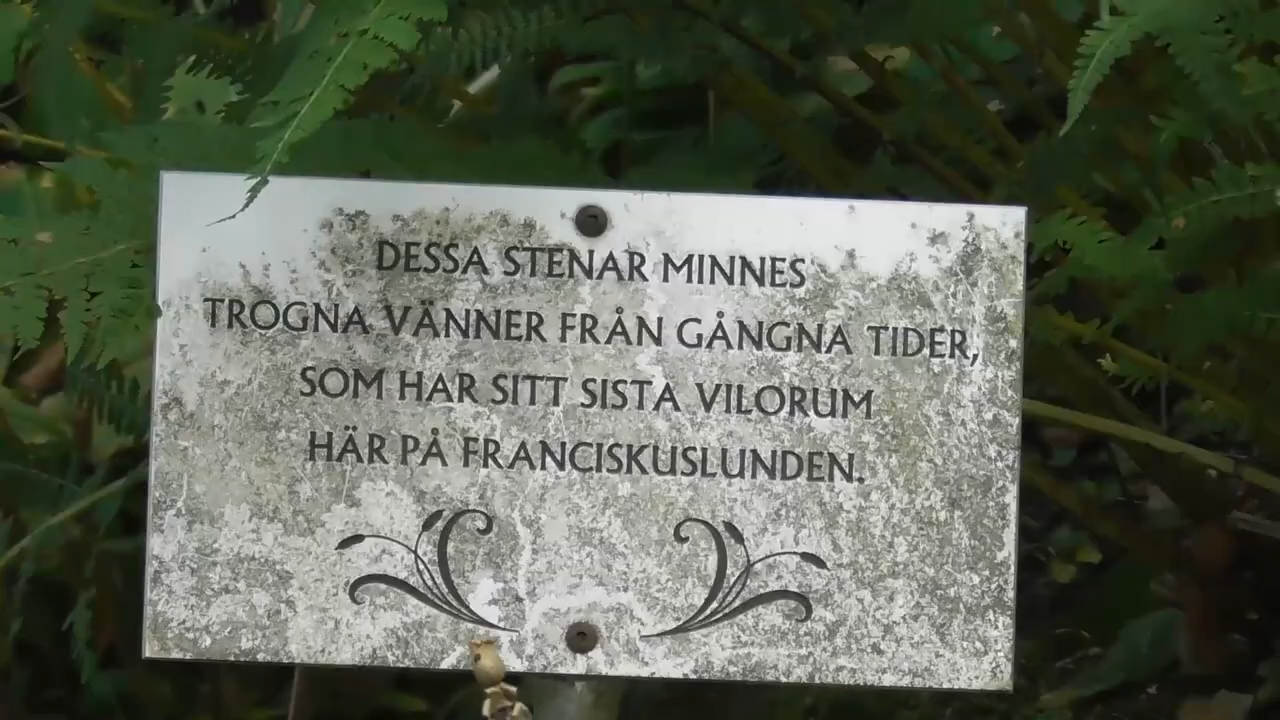 DESSA STENAR MINNES
TROGNA VÄNNER FRÅN GÅNGNA TIDER,
SOM HAR SITT SISTA VILORUM
HÄR PÅ FRANCISKUSLUNDEN.